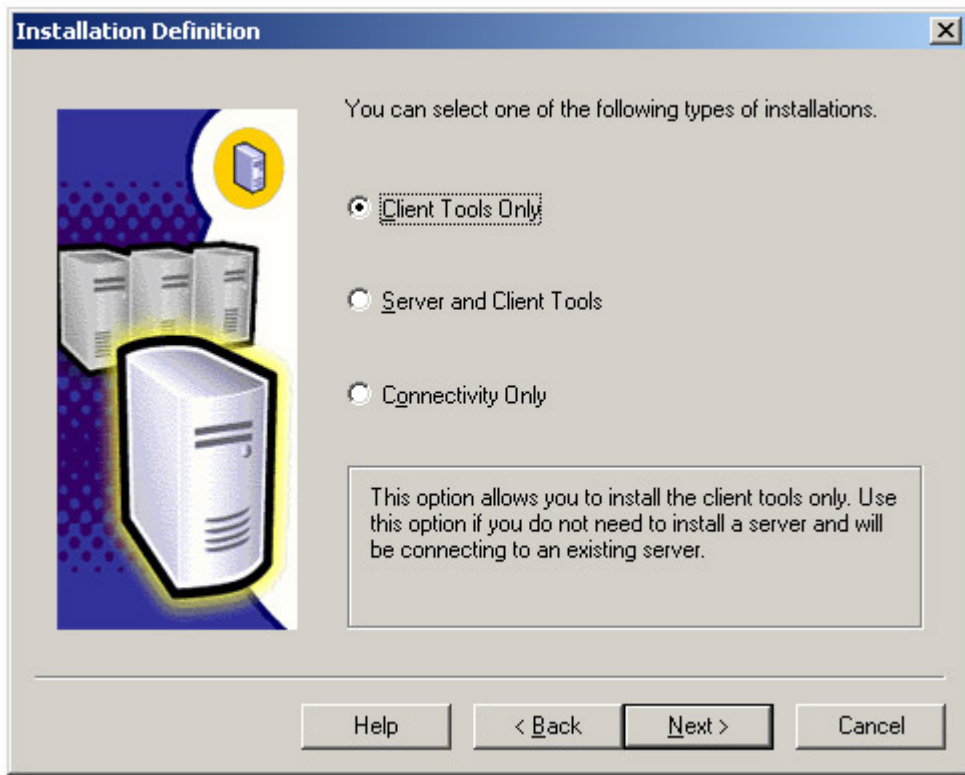 Installation Definition
You can select one of the following types of installations.
Client Tools Only
Server and Client Tools
Connectivity Only
This option allows you to install the client tools only. Use
this option if you do not need to install a server and will
be connecting to an existing server.
Help
< Back
Next >
Cancel